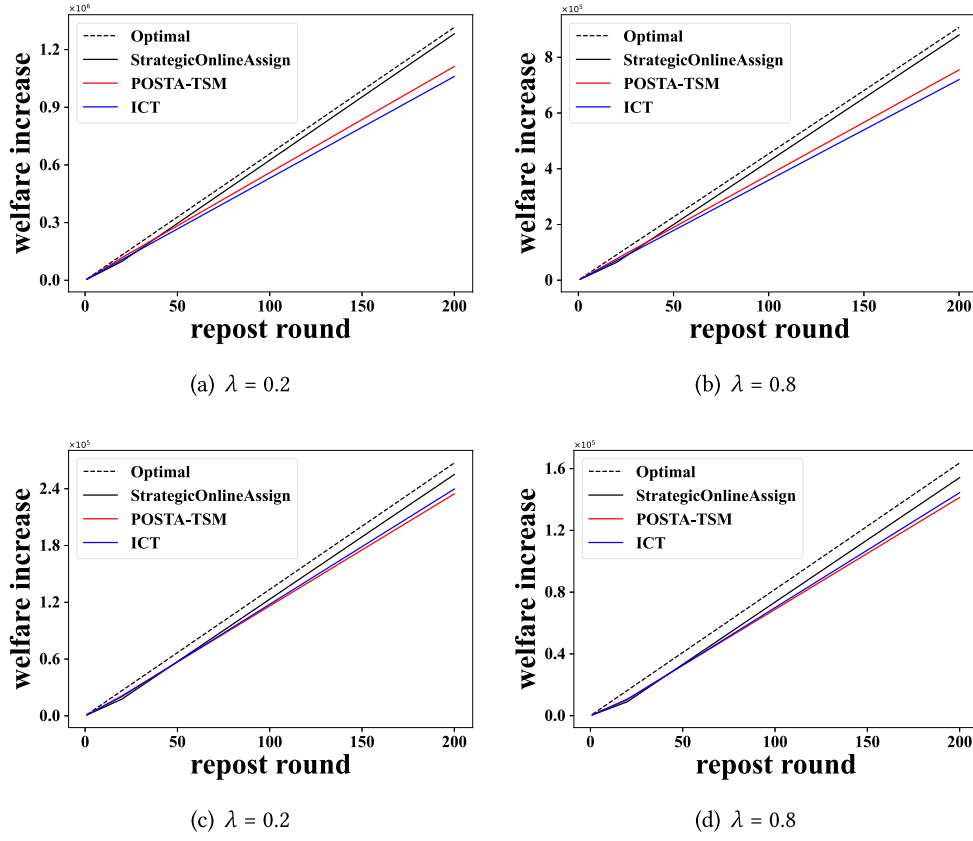 ×10⁶
welfare increase
1.2
0.9
0.6
0.3
0.0
Optimal
StrategicOnlineAssign
POSTA-TSM
ICT
0 50 100 150 200
repost round
(a) λ = 0.2
×10⁵
welfare increase
8
6
4
2
0
Optimal
StrategicOnlineAssign
POSTA-TSM
ICT
0 50 100 150 200
repost round
(b) λ = 0.8
×10⁵
welfare increase
2.4
1.8
1.2
0.6
0.0
Optimal
StrategicOnlineAssign
POSTA-TSM
ICT
0 50 100 150 200
repost round
(c) λ = 0.2
×10⁵
welfare increase
1.6
1.2
0.8
0.4
0.0
Optimal
StrategicOnlineAssign
POSTA-TSM
ICT
0 50 100 150 200
repost round
(d) λ = 0.8